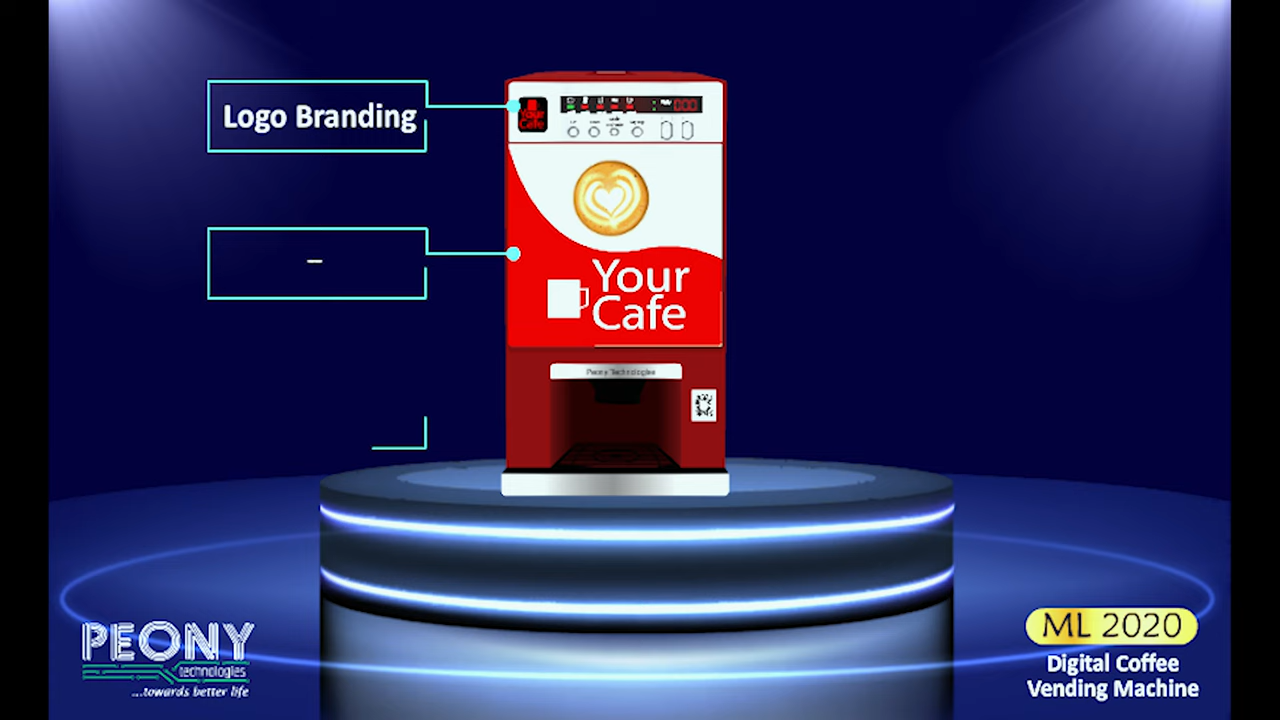 Logo Branding
–
Your
Cafe
000
Your
Cafe
Peony Technologies
PEONY
technologies
...towards better life
ML 2020
Digital Coffee
Vending Machine